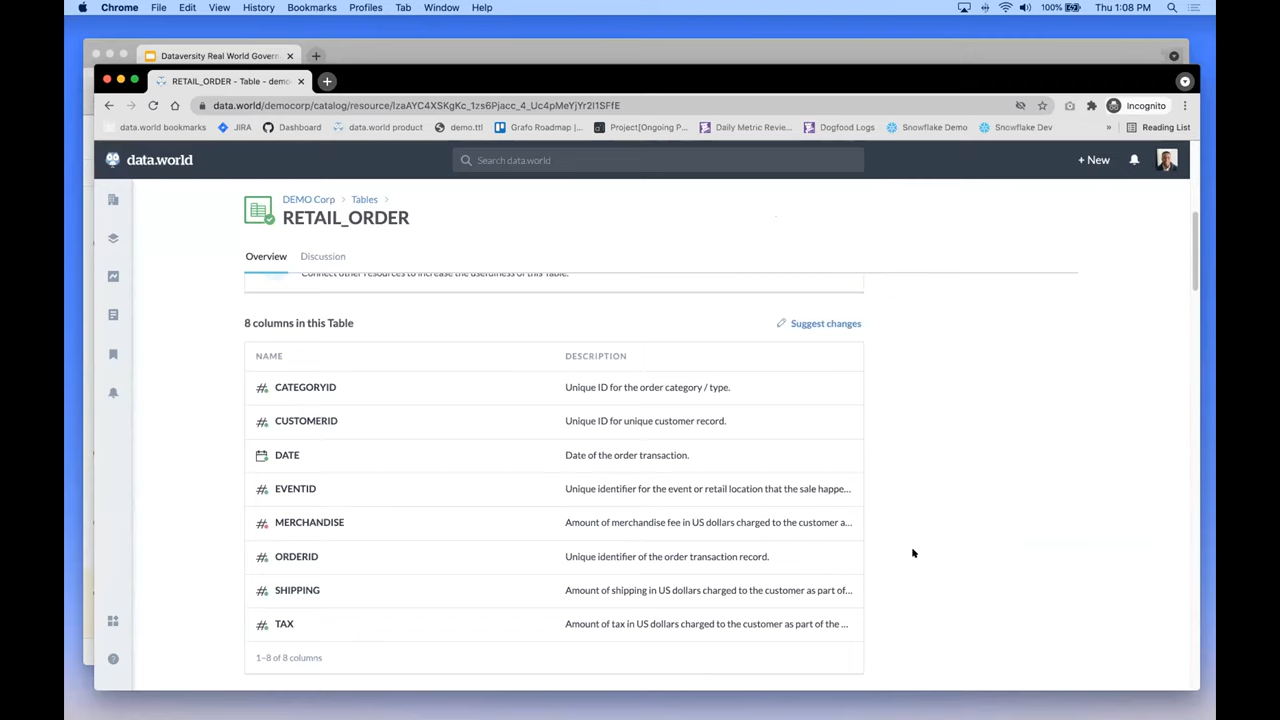 Chrome File Edit View History Bookmarks Profiles Tab Window Help 100% Thu 1:08 PM
Dataversity Real World Govern
RETAIL_ORDER - Table - demo
data.world/democorp/catalog/resource/IzaAYC4XSKgKc_1zs6Pjacc_4_Uc4pMeYjYr2I1SFfE Incognito
data.world bookmarks JIRA Dashboard data.world product demo.ttl Grafo Roadmap |... Project[Ongoing P... Daily Metric Revie... Dogfood Logs Snowflake Demo Snowflake Dev » Reading List
data.world Search data.world + New
DEMO Corp > Tables >
RETAIL_ORDER
Overview Discussion
Connect other resources to increase the usefulness of this Table.
8 columns in this Table Suggest changes
NAME DESCRIPTION
CATEGORYID Unique ID for the order category / type.
CUSTOMERID Unique ID for unique customer record.
DATE Date of the order transaction.
EVENTID Unique identifier for the event or retail location that the sale happe...
MERCHANDISE Amount of merchandise fee in US dollars charged to the customer a...
ORDERID Unique identifier of the order transaction record.
SHIPPING Amount of shipping in US dollars charged to the customer as part of...
TAX Amount of tax in US dollars charged to the customer as part of the ...
1–8 of 8 columns